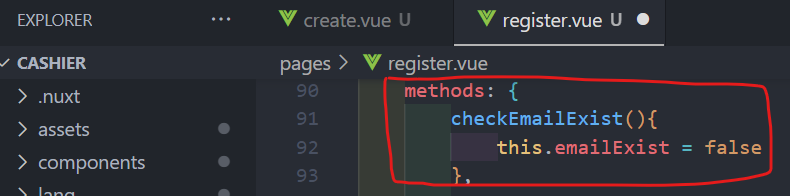 EXPLORER ... create.vue U register.vue U
CASHIER pages > register.vue
.nuxt 90 methods: {
assets 91 checkEmailExist(){
components 92 this.emailExist = false
lang 93 },